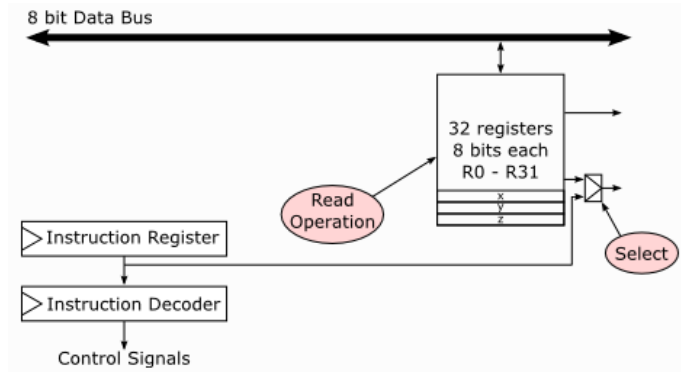 8 bit Data Bus
32 registers
8 bits each
R0 - R31
x
y
z
Read
Operation
Instruction Register
Select
Instruction Decoder
Control Signals